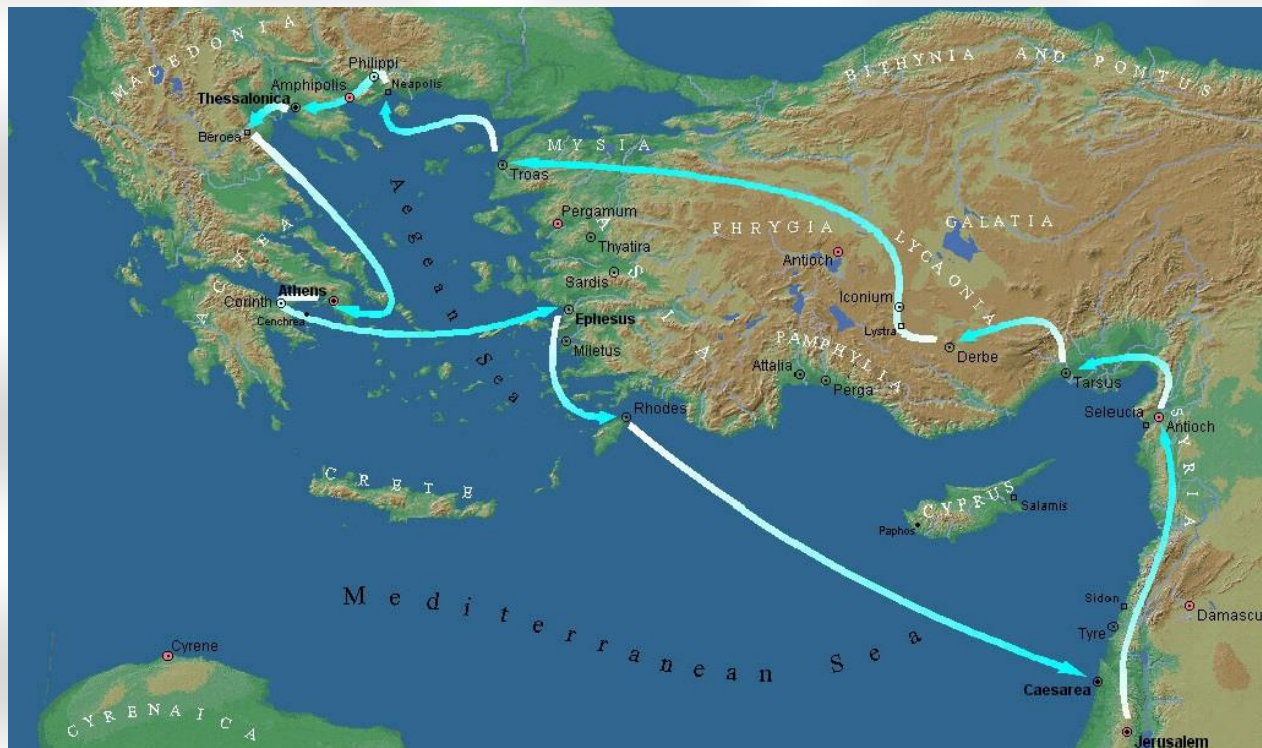 MACEDONIA
Philippi
BITHYNIA AND PONTUS
Amphipolis
Neapolis
Thessalonica
Beroea
MYSIA
Troas
Aegean Sea
Pergamum
ASIA
PHRYGIA
GALATIA
Thyatira
LYCAONIA
Antioch
ACHEA
Sardis
Athens
Corinth
Iconium
Cenchrea
Ephesus
Lystra
Miletus
PAMPHYLIA
Derbe
Attalia
Perga
Tarsus
Rhodes
Seleucia
Antioch
SYRIA
CRETE
CYPRUS
Salamis
Paphos
Mediterranean Sea
Sidon
Damascu
Tyre
Cyrene
Caesarea
CYRENAICA
Jerusalem